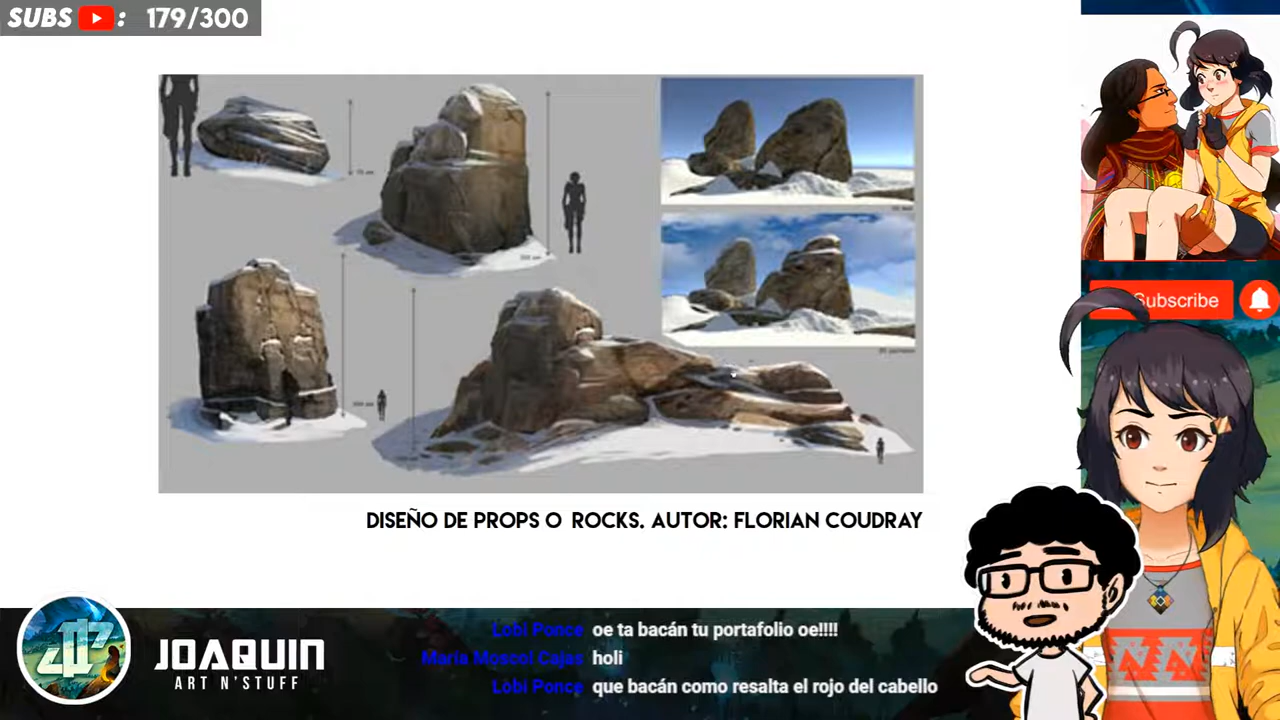 SUBS : 179/300
Subscribe
DISEÑO DE PROPS O ROCKS. AUTOR: FLORIAN COUDRAY
JOAQUIN
ART N'STUFF
Lobi Ponce oe ta bacán tu portafolio oe!!!!
María Moscol Cajas holi
Lobi Ponce que bacán como resalta el rojo del cabello